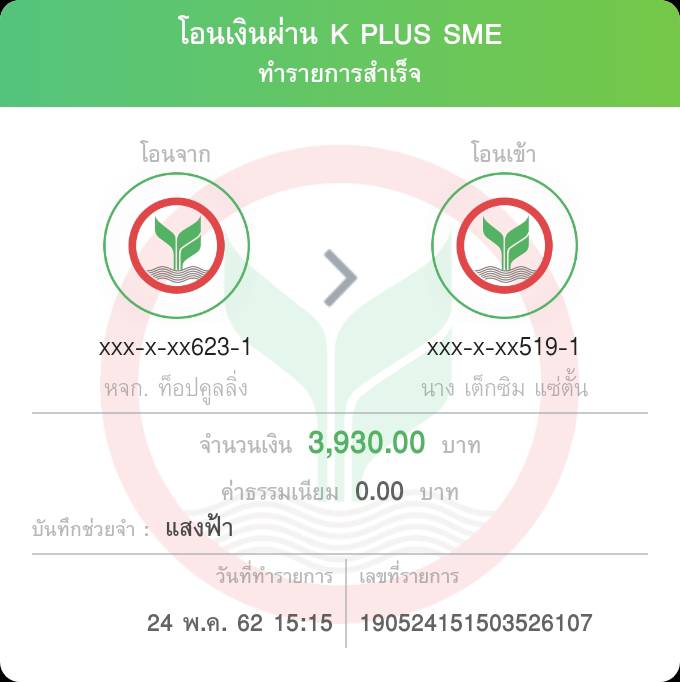 โอนเงินผ่าน K PLUS SME
ทำรายการสำเร็จ
โอนจาก
โอนเข้า
xxx-x-xx623-1
xxx-x-xx519-1
หจก. ท็อปคูลลิ่ง
นาง เต็กซิม แซ่ตั้น
จำนวนเงิน 3,930.00 บาท
ค่าธรรมเนียม 0.00 บาท
บันทึกช่วยจำ : แสงฟ้า
วันที่ทำรายการ
เลขที่รายการ
24 พ.ค. 62 15:15
190524151503526107